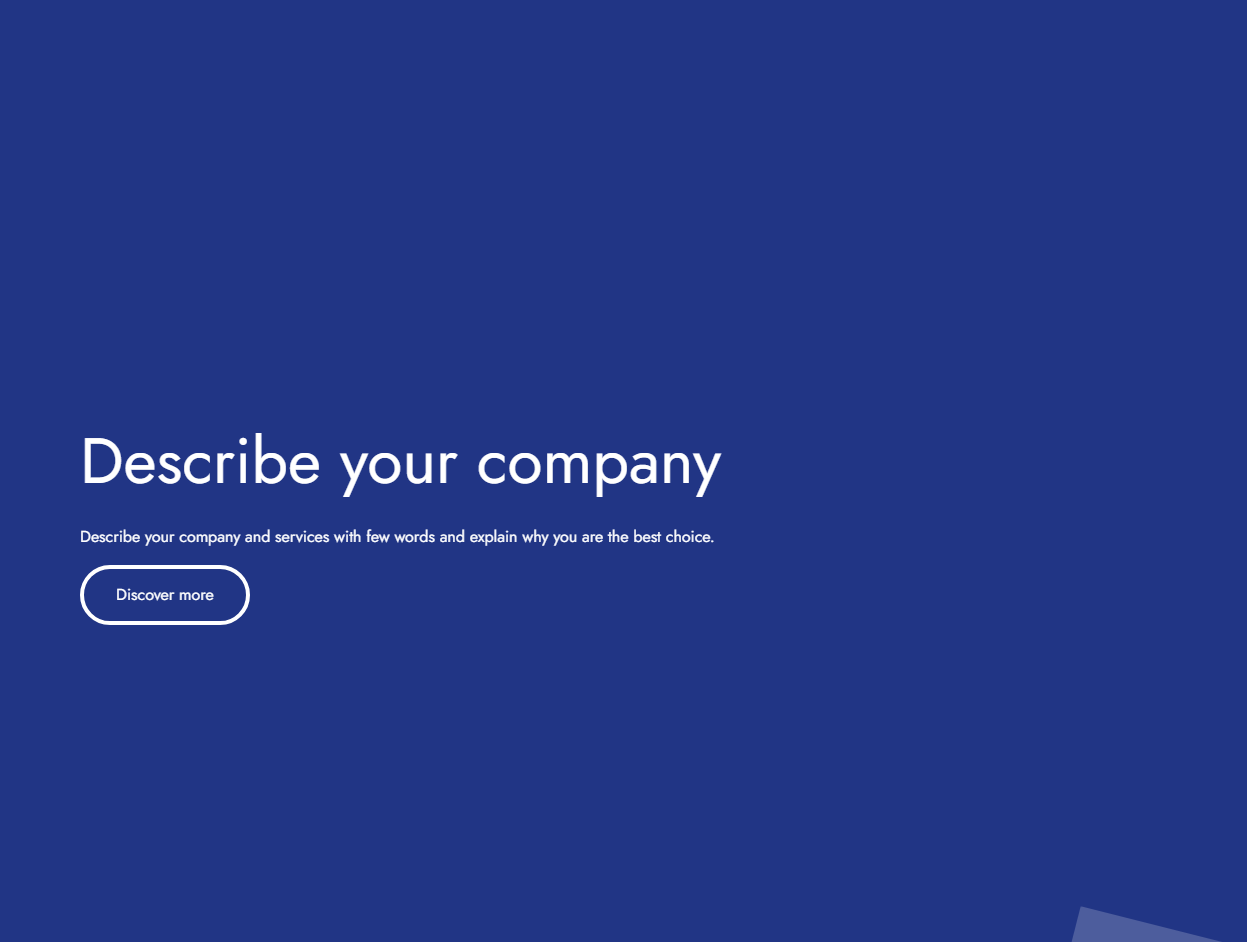 Describe your company
Describe your company and services with few words and explain why you are the best choice.
Discover more